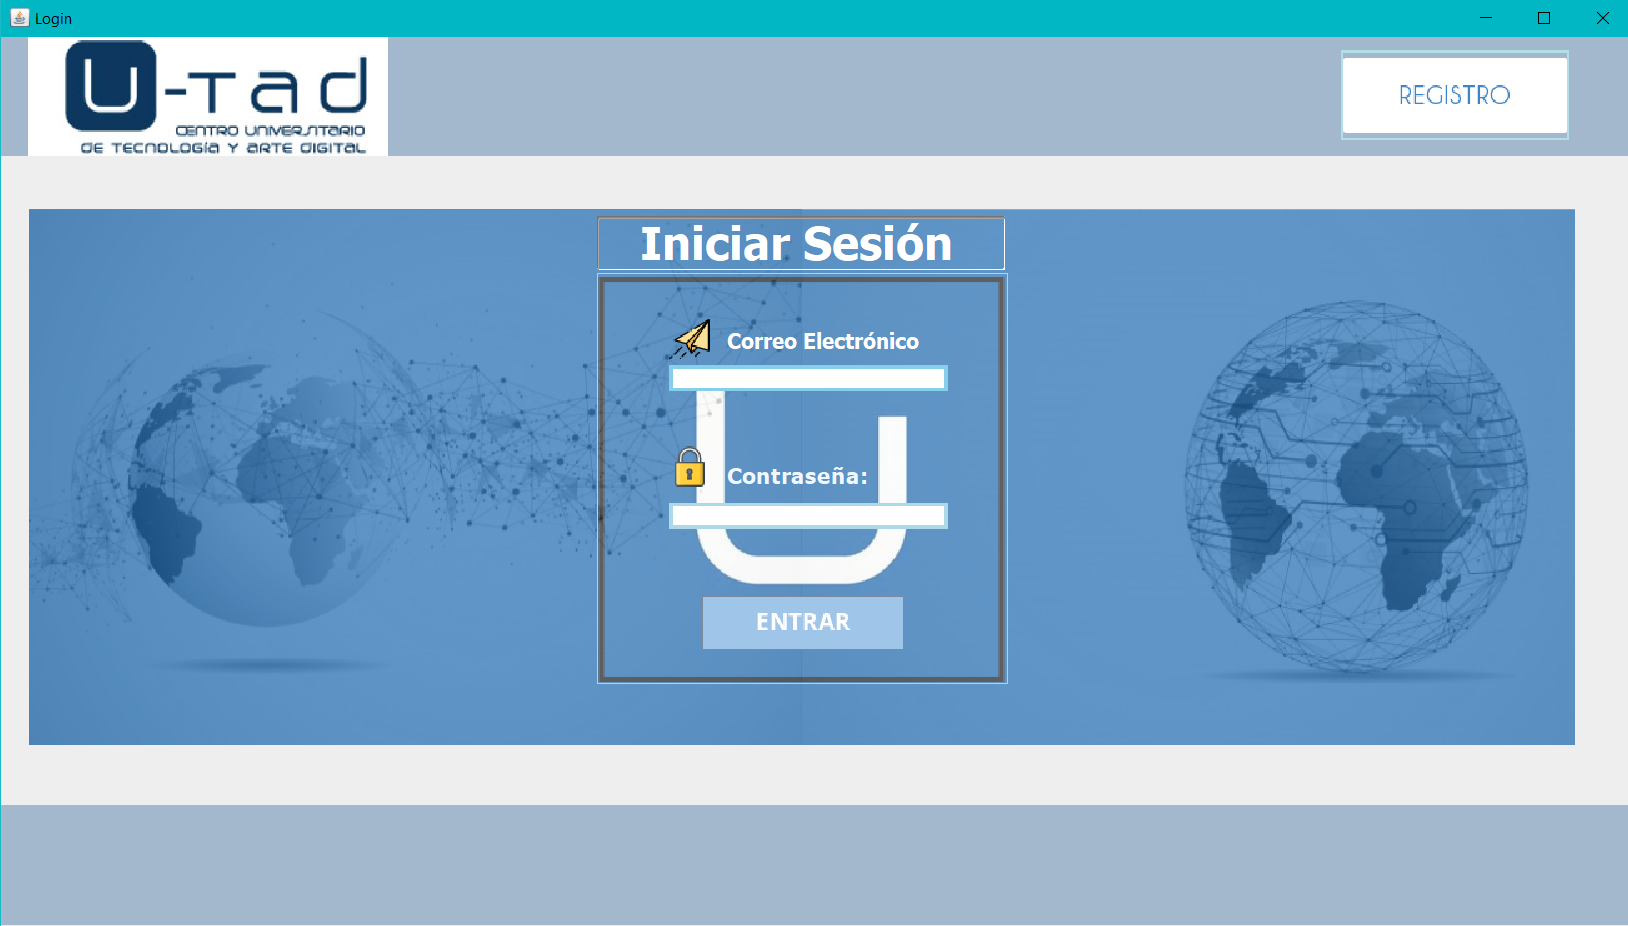 Login
U-Tad
CENTRO UNIVERSITARIO
DE TECNOLOGÍA Y ARTE DIGITAL
REGISTRO
Iniciar Sesión
Correo Electrónico
Contraseña:
ENTRAR